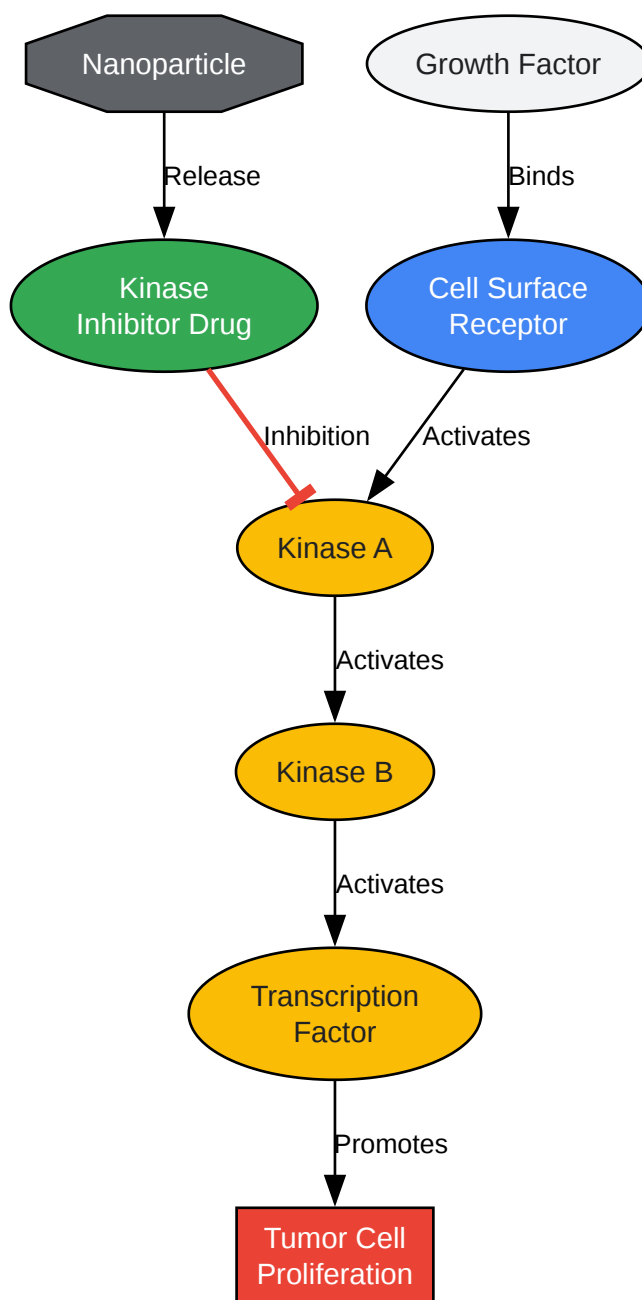 Nanoparticle
Growth Factor
Release
Binds
Kinase
Inhibitor Drug
Cell Surface
Receptor
Inhibition
Activates
Kinase A
Activates
Kinase B
Activates
Transcription
Factor
Promotes
Tumor Cell
Proliferation